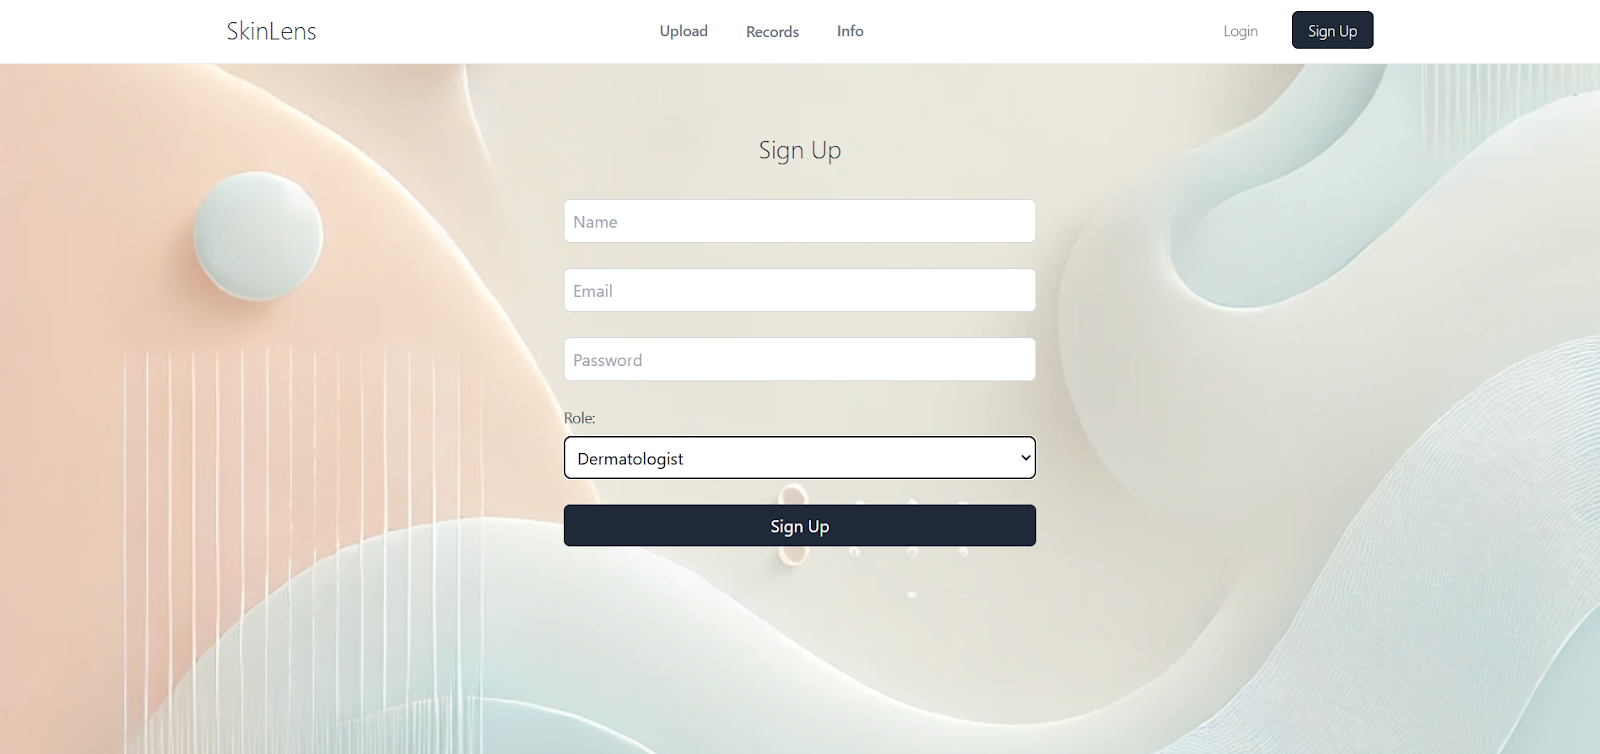 SkinLens
Upload
Records
Info
Login
Sign Up
Sign Up
Name
Email
Password
Role:
Dermatologist
Sign Up